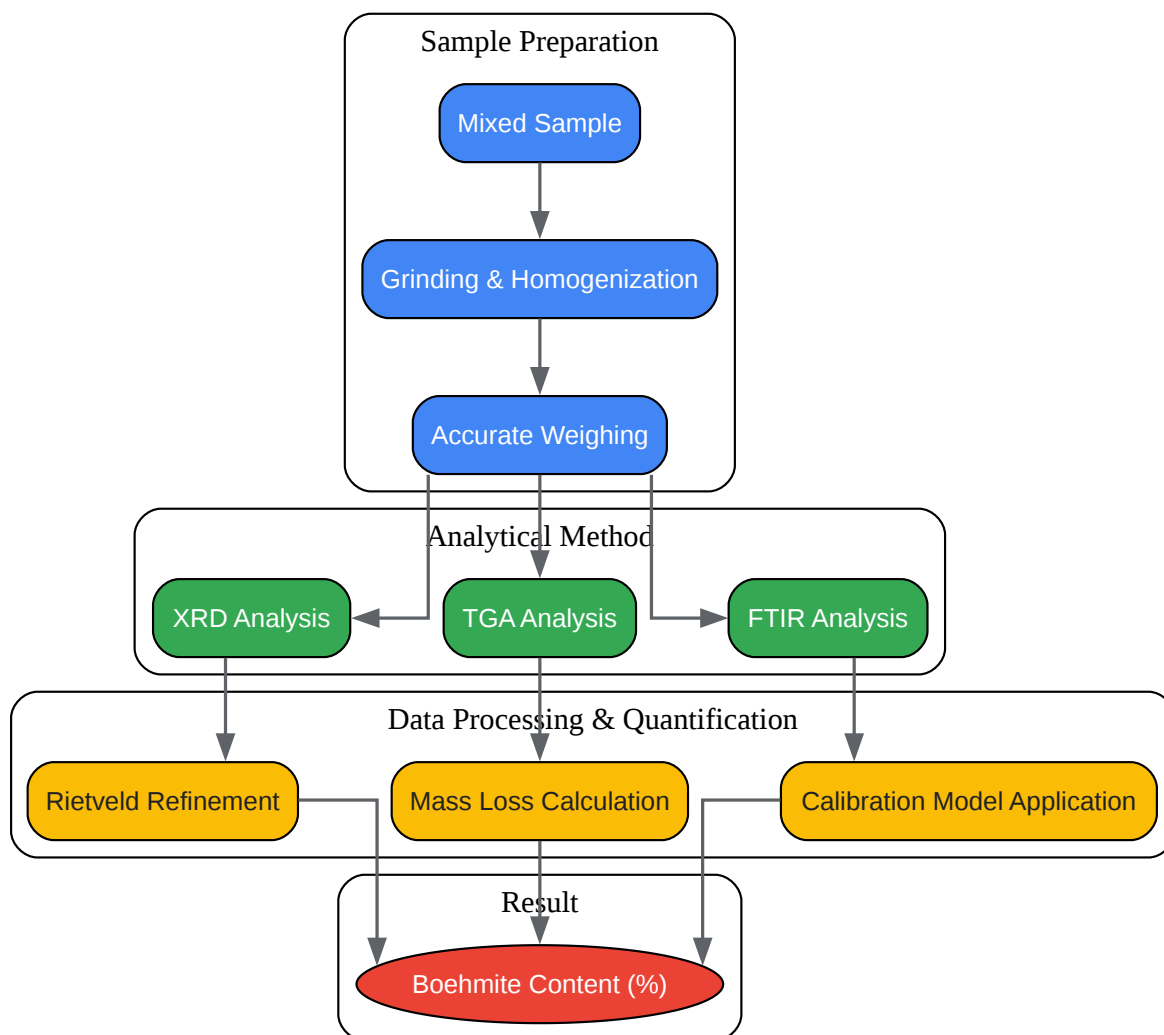 Sample Preparation
Mixed Sample
Grinding & Homogenization
Accurate Weighing
Analytical Method
XRD Analysis
TGA Analysis
FTIR Analysis
Data Processing & Quantification
Rietveld Refinement
Mass Loss Calculation
Calibration Model Application
Result
Boehmite Content (%)